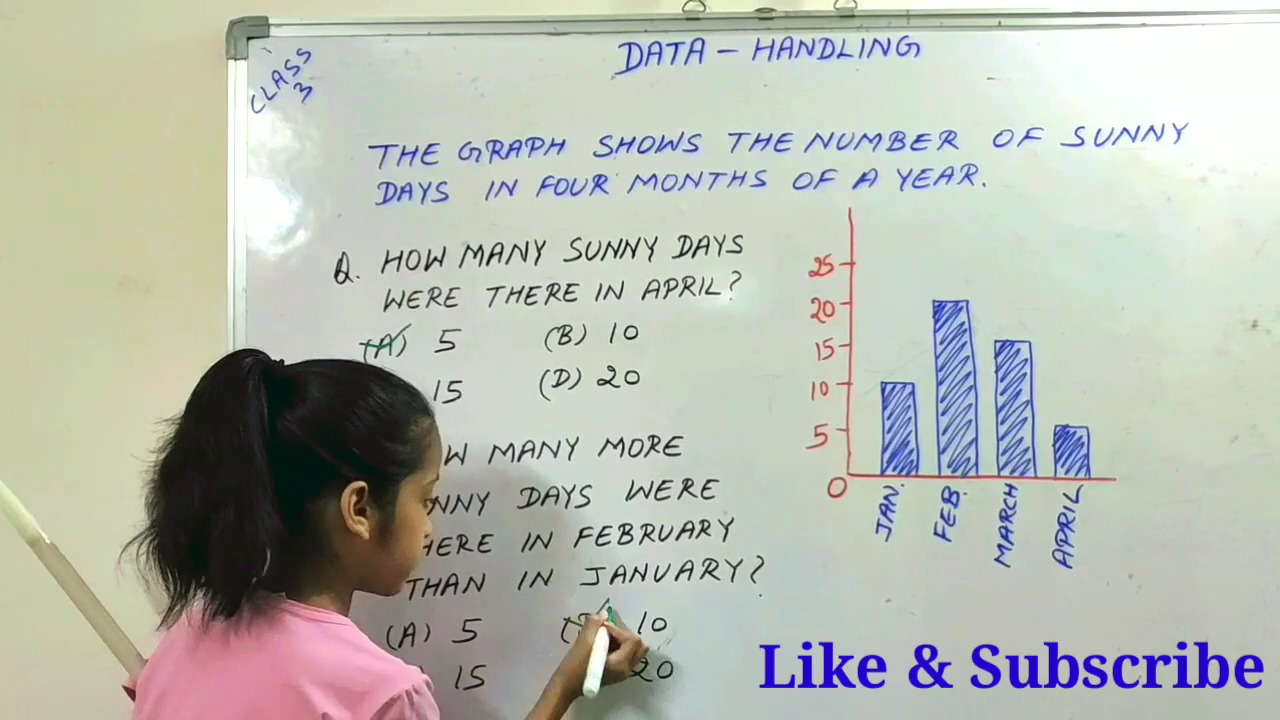 CLASS
3
DATA - HANDLING
THE GRAPH SHOWS THE NUMBER OF SUNNY
DAYS IN FOUR MONTHS OF A YEAR.
Q. HOW MANY SUNNY DAYS
WERE THERE IN APRIL?
(A) 5 (B) 10
15 (D) 20
W MANY MORE
NNY DAYS WERE
HERE IN FEBRUARY
THAN IN JANUARY?
(A) 5 10
15 20
25
20
15
10
5
0
JAN.
FEB.
MARCH
APRIL
Like & Subscribe